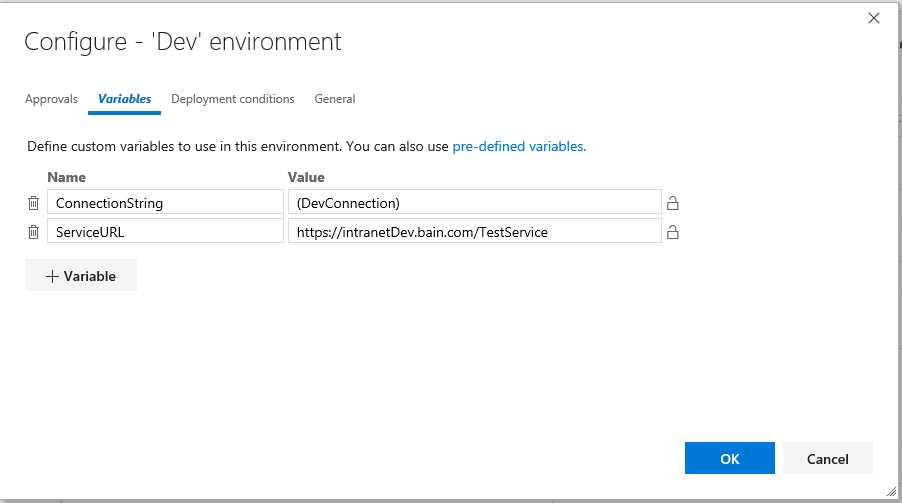 Configure - 'Dev' environment
Approvals Variables Deployment conditions General
Define custom variables to use in this environment. You can also use pre-defined variables.
Name Value
ConnectionString (DevConnection)
ServiceURL https://intranetDev.bain.com/TestService
+ Variable
OK Cancel